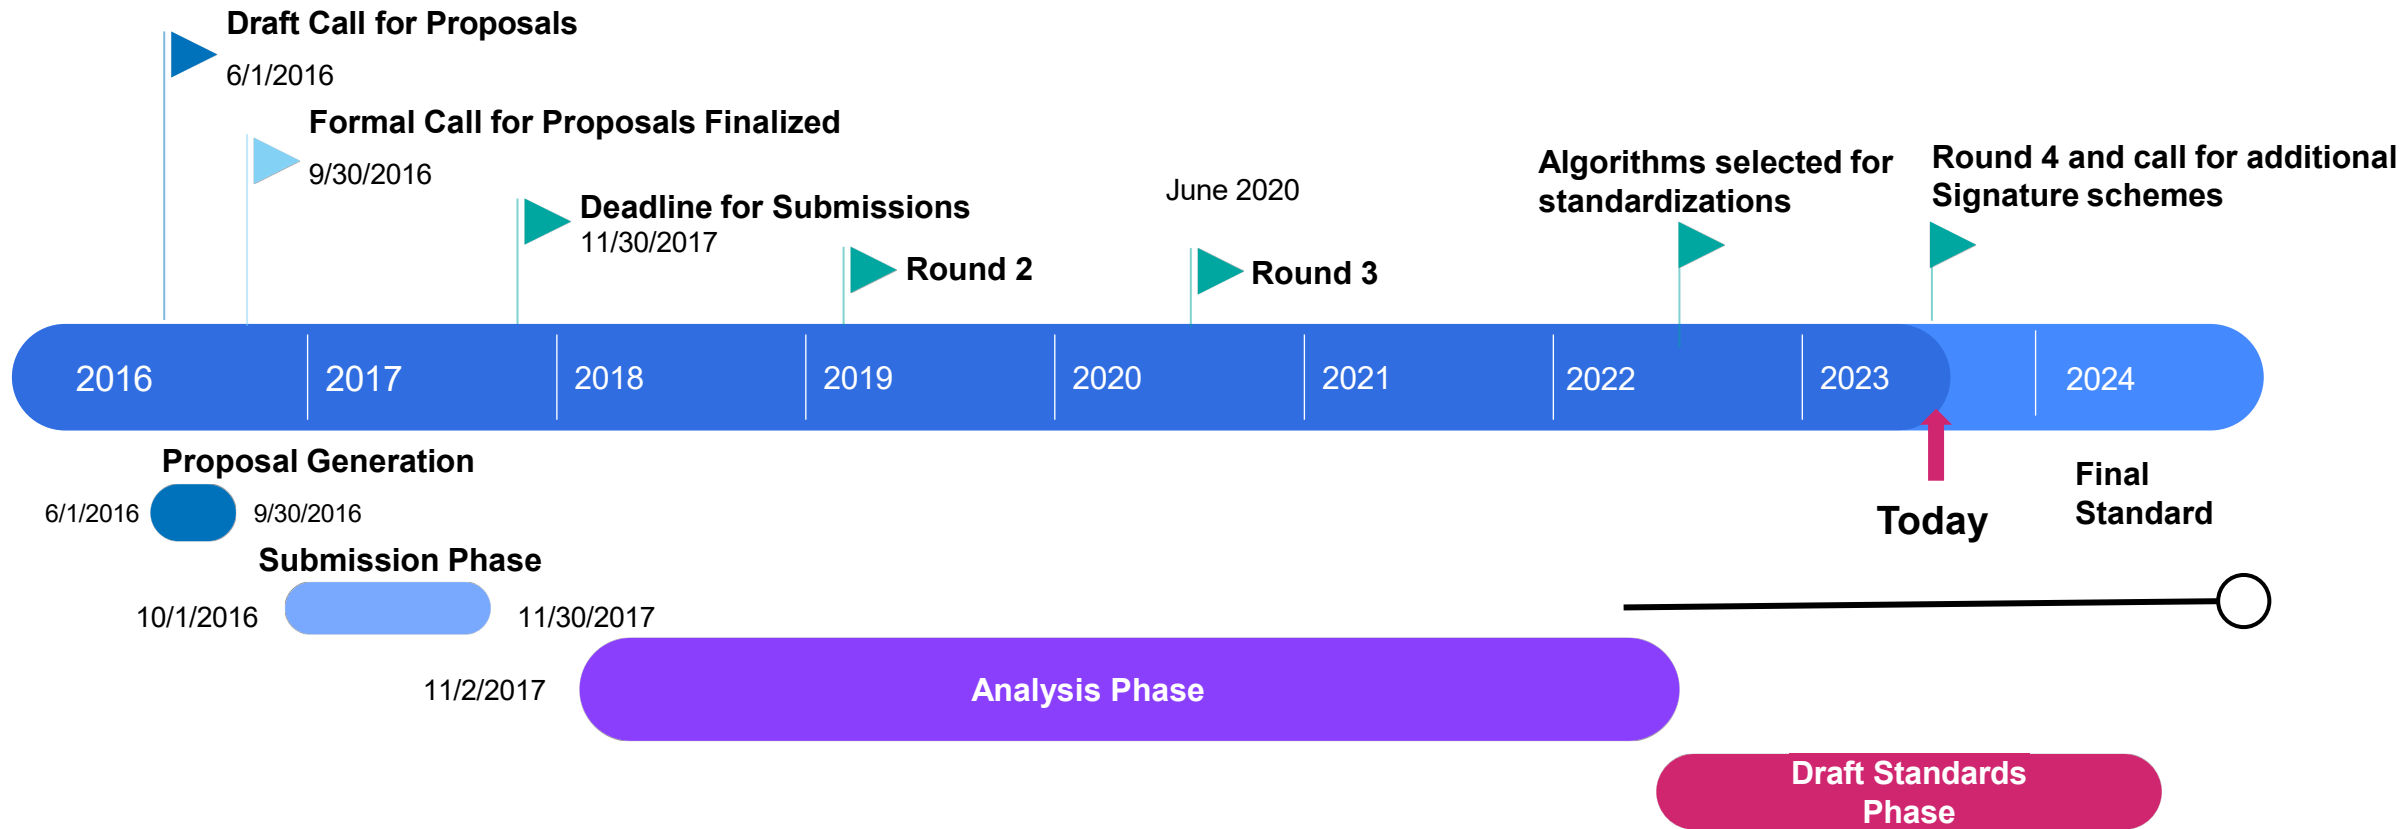 Draft Call for Proposals
6/1/2016
Formal Call for Proposals Finalized
9/30/2016
Deadline for Submissions
11/30/2017
Round 2
June 2020
Round 3
Algorithms selected for
standardizations
Round 4 and call for additional
Signature schemes
2016
2017
2018
2019
2020
2021
2022
2023
2024
Proposal Generation
6/1/2016
9/30/2016
Submission Phase
10/1/2016
11/30/2017
11/2/2017
Analysis Phase
Today
Final
Standard
Draft Standards
Phase